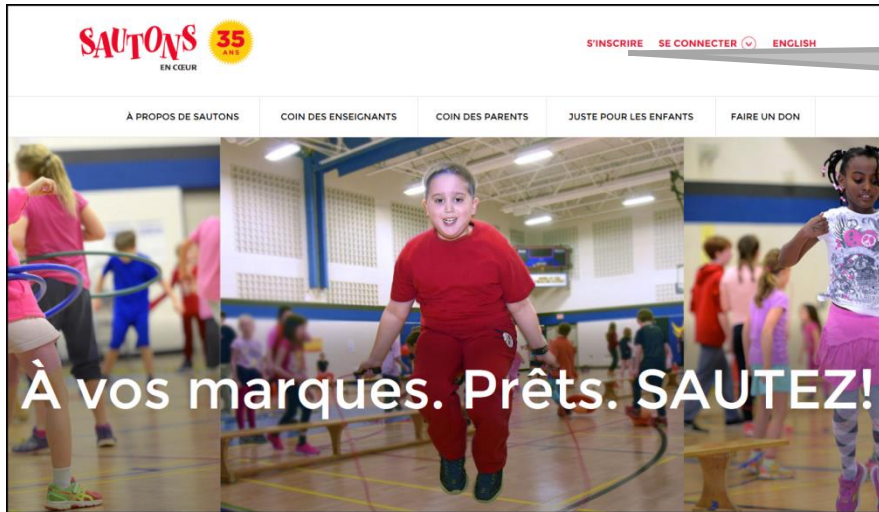 SAUTONS
EN CŒUR
35
ANS
S'INSCRIRE SE CONNECTER ENGLISH
À PROPOS DE SAUTONS COIN DES ENSEIGNANTS COIN DES PARENTS JUSTE POUR LES ENFANTS FAIRE UN DON
À vos marques. Prêts. SAUTEZ!